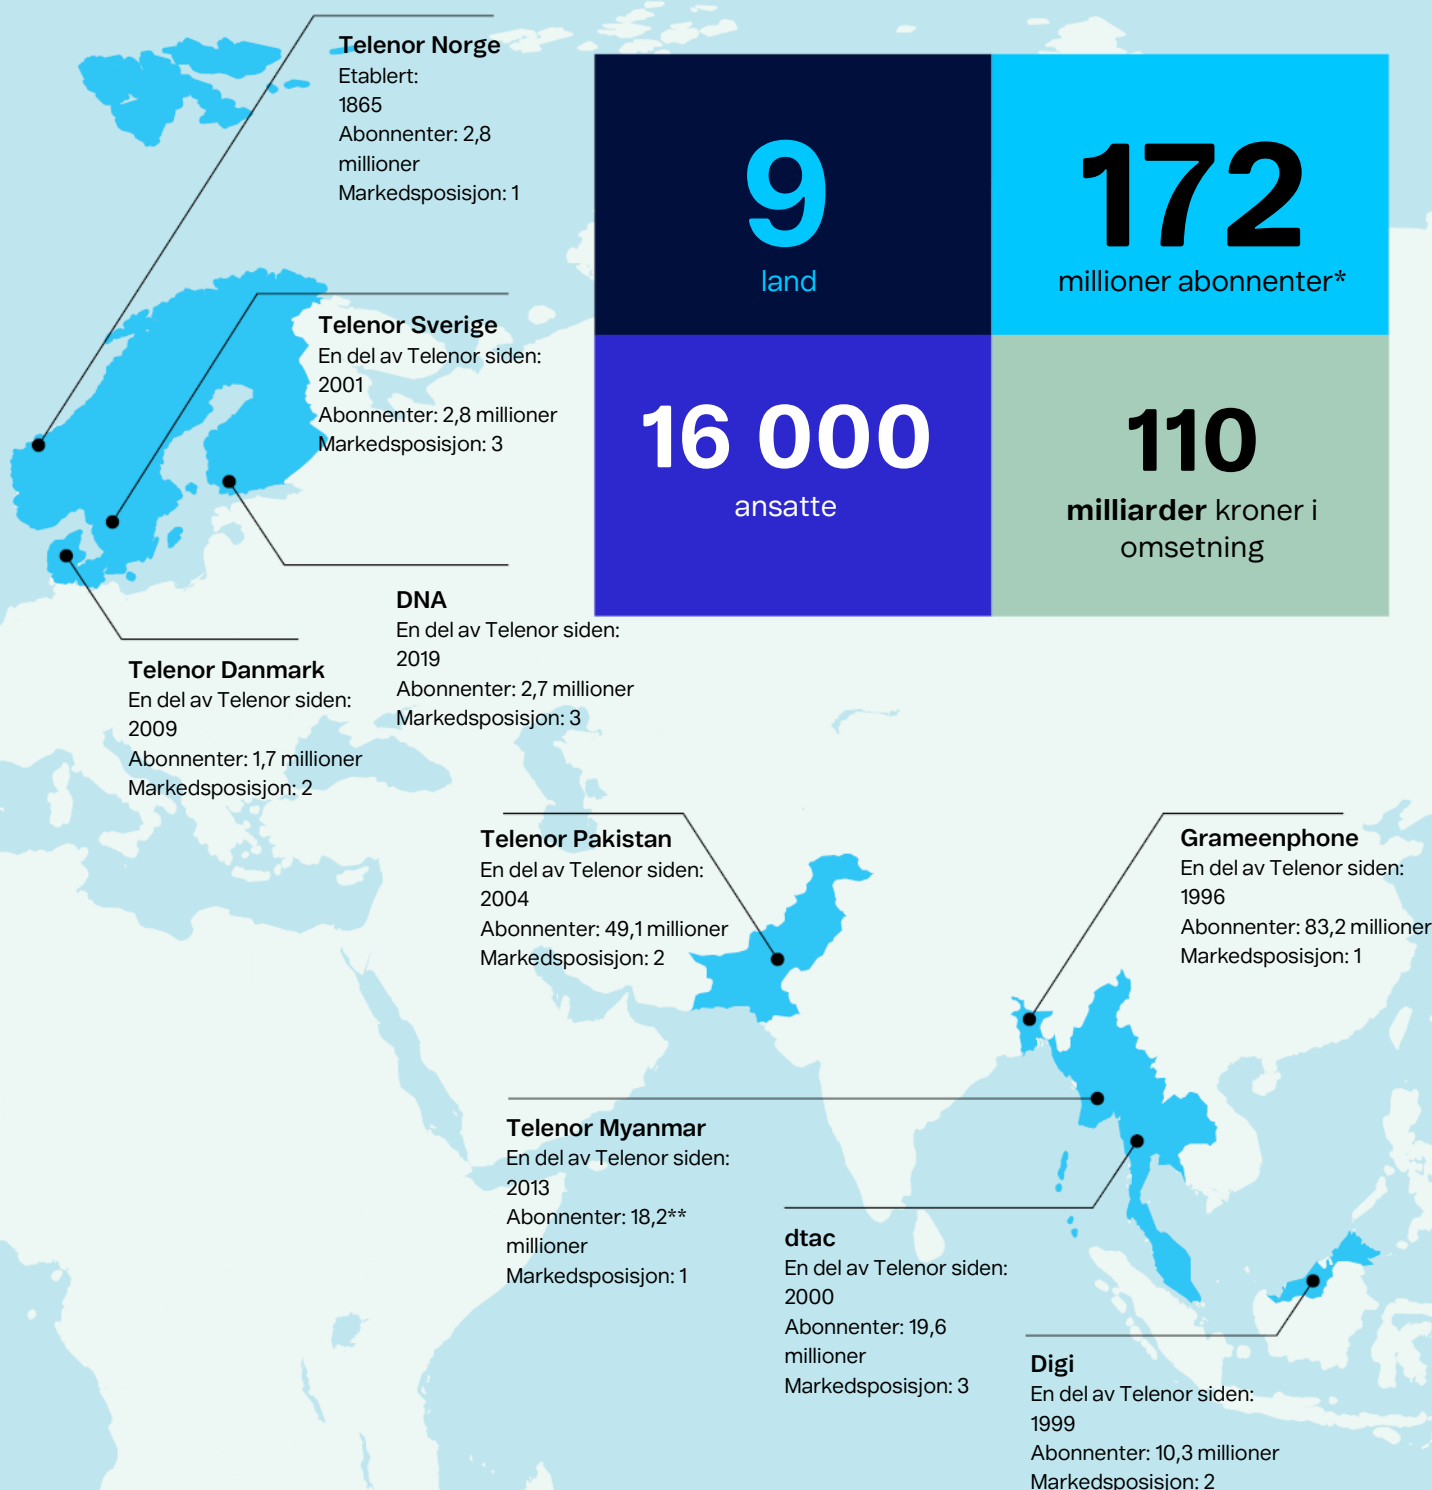 Telenor Norge
Etablert:
1865
Abonnenter: 2,8
millioner
Markedsposisjon: 1
9
land
172
millioner abonnenter*
16 000
ansatte
110
milliarder kroner i
omsetning
Telenor Sverige
En del av Telenor siden:
2001
Abonnenter: 2,8 millioner
Markedsposisjon: 3
DNA
En del av Telenor siden:
2019
Abonnenter: 2,7 millioner
Markedsposisjon: 3
Telenor Danmark
En del av Telenor siden:
2009
Abonnenter: 1,7 millioner
Markedsposisjon: 2
Telenor Pakistan
En del av Telenor siden:
2004
Abonnenter: 49,1 millioner
Markedsposisjon: 2
Grameenphone
En del av Telenor siden:
1996
Abonnenter: 83,2 millioner
Markedsposisjon: 1
Telenor Myanmar
En del av Telenor siden:
2013
Abonnenter: 18,2**
millioner
Markedsposisjon: 1
dtac
En del av Telenor siden:
2000
Abonnenter: 19,6
millioner
Markedsposisjon: 3
Digi
En del av Telenor siden:
1999
Abonnenter: 10,3 millioner
Markedsposisjon: 2